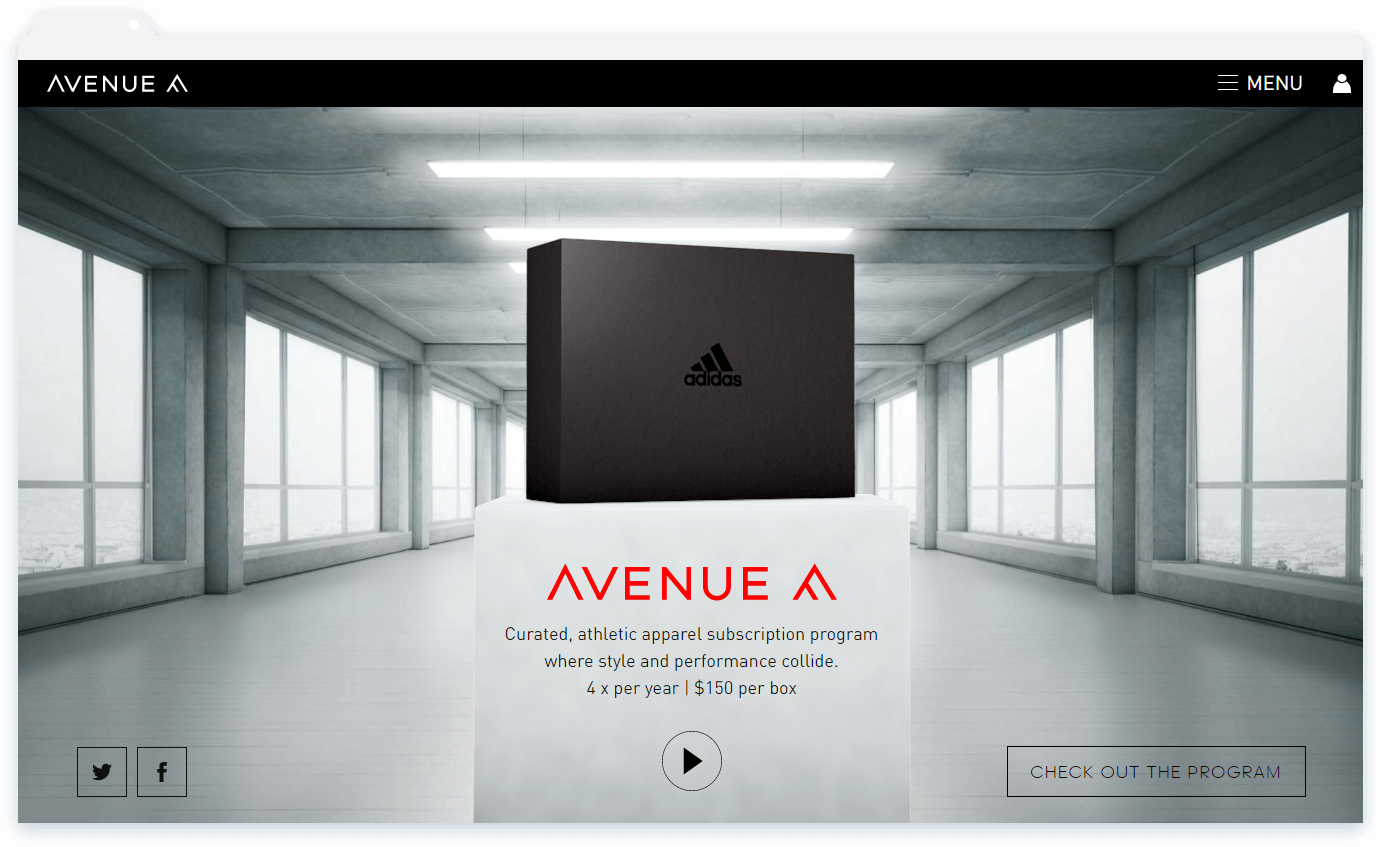 AVENUE A
MENU
adidas
AVENUE A
Curated, athletic apparel subscription program
where style and performance collide.
4 x per year | $150 per box
CHECK OUT THE PROGRAM